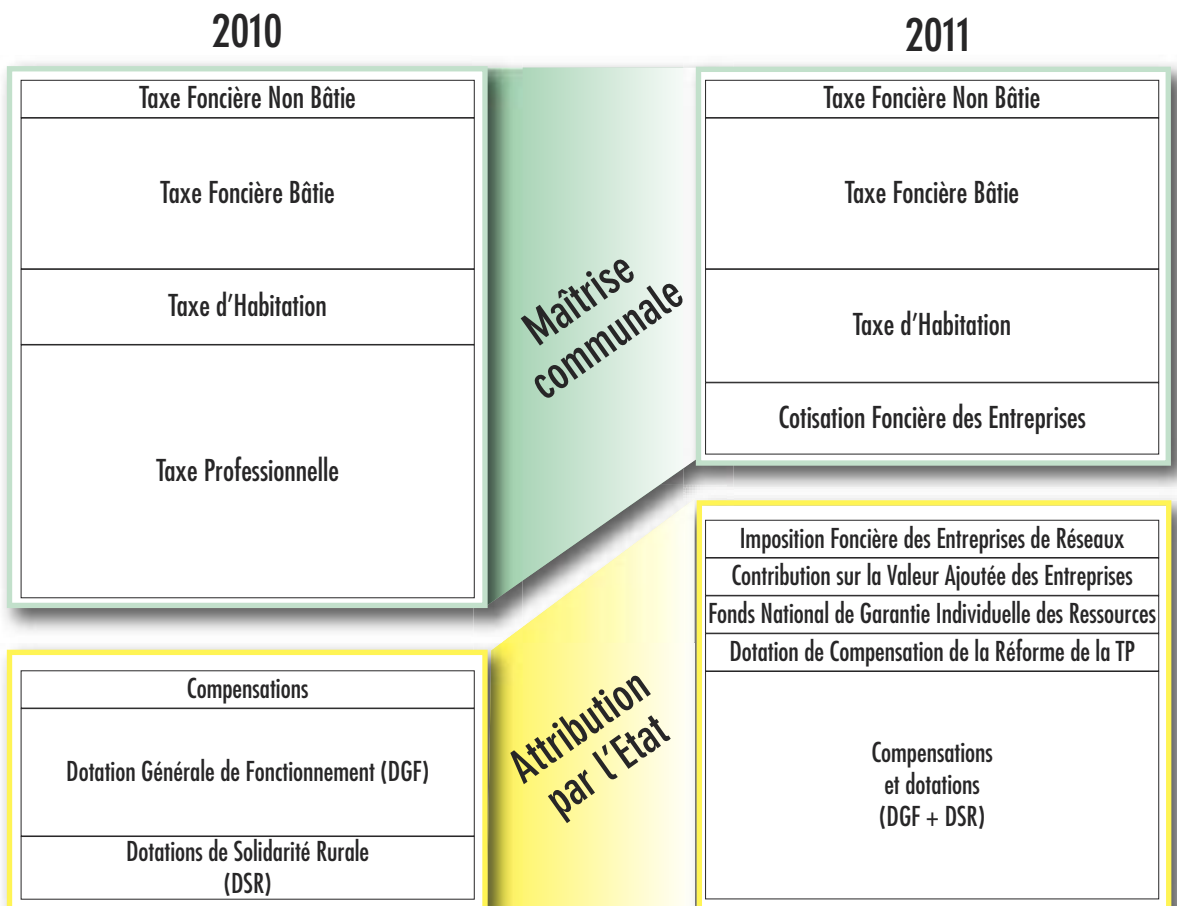 2010
Taxe Foncière Non Bâtie
Taxe Foncière Bâtie
Taxe d'Habitation
Taxe Professionnelle
Compensations
Dotation Générale de Fonctionnement (DGF)
Dotations de Solidarité Rurale
(DSR)
Maîtrise
communale
Attribution
par l'Etat
2011
Taxe Foncière Non Bâtie
Taxe Foncière Bâtie
Taxe d'Habitation
Cotisation Foncière des Entreprises
Imposition Foncière des Entreprises de Réseaux
Contribution sur la Valeur Ajoutée des Entreprises
Fonds National de Garantie Individuelle des Ressources
Dotation de Compensation de la Réforme de la TP
Compensations
et dotations
(DGF + DSR)